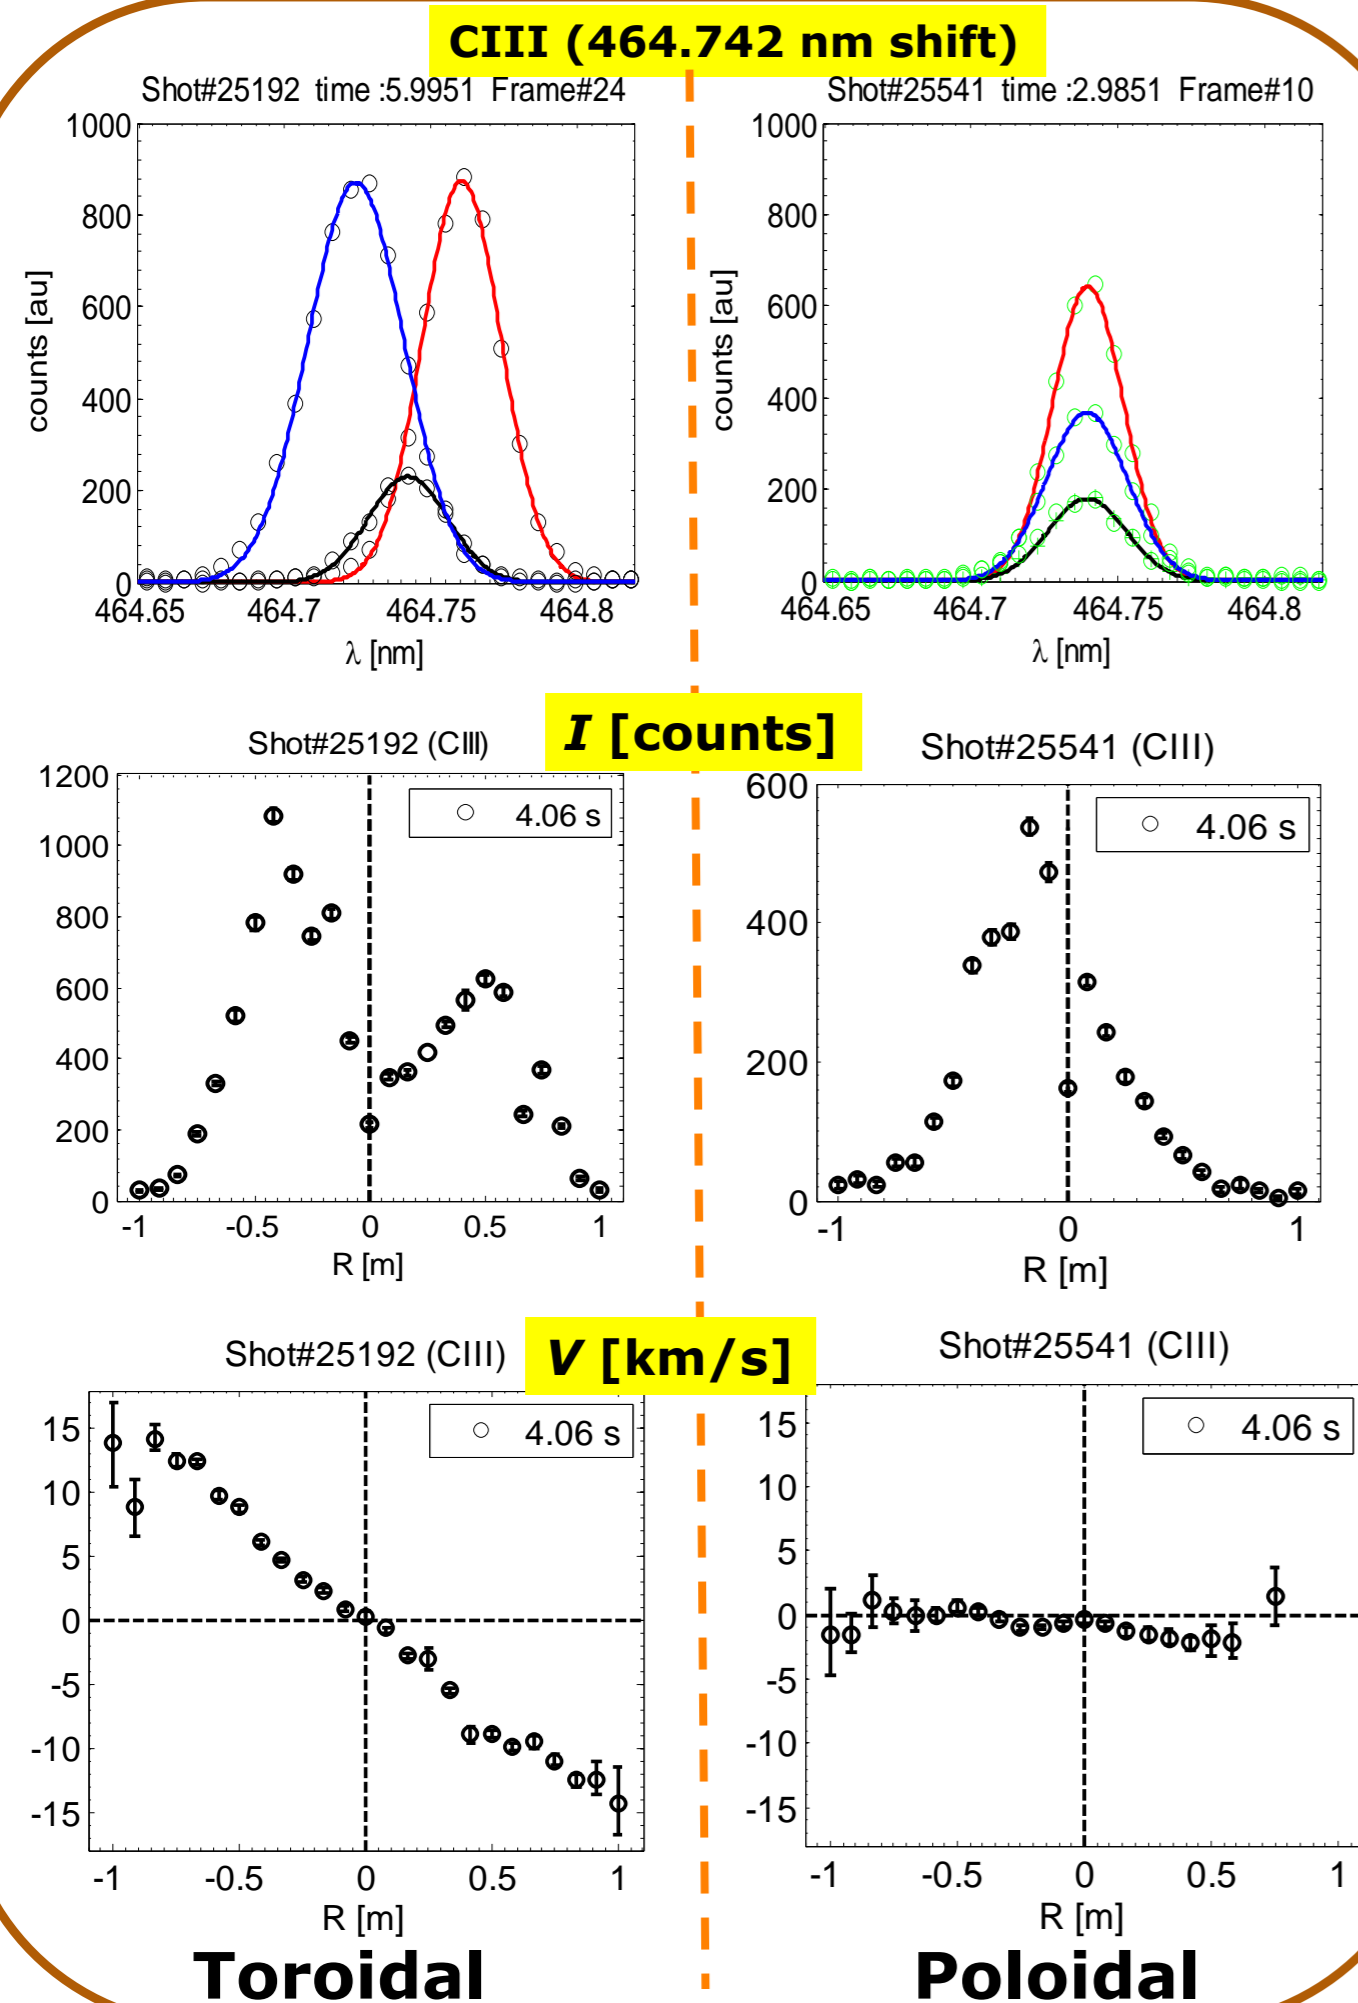 CIII (464.742 nm shift)
Shot#25192 time :5.9951 Frame#24
1000
800
600
400
200
0
counts [au]
464.65 464.7 464.75 464.8
λ [nm]
Shot#25541 time :2.9851 Frame#10
1000
800
600
400
200
0
counts [au]
464.65 464.7 464.75 464.8
λ [nm]
I [counts]
Shot#25192 (CIII)
4.06 s
1200
1000
800
600
400
200
0
-1 -0.5 0 0.5 1
R [m]
Shot#25541 (CIII)
4.06 s
600
400
200
0
-1 0 1
R [m]
V [km/s]
Shot#25192 (CIII)
4.06 s
15
10
5
0
-5
-10
-15
-1 -0.5 0 0.5 1
R [m]
Toroidal
Shot#25541 (CIII)
4.06 s
15
10
5
0
-5
-10
-15
-1 -0.5 0 0.5 1
R [m]
Poloidal